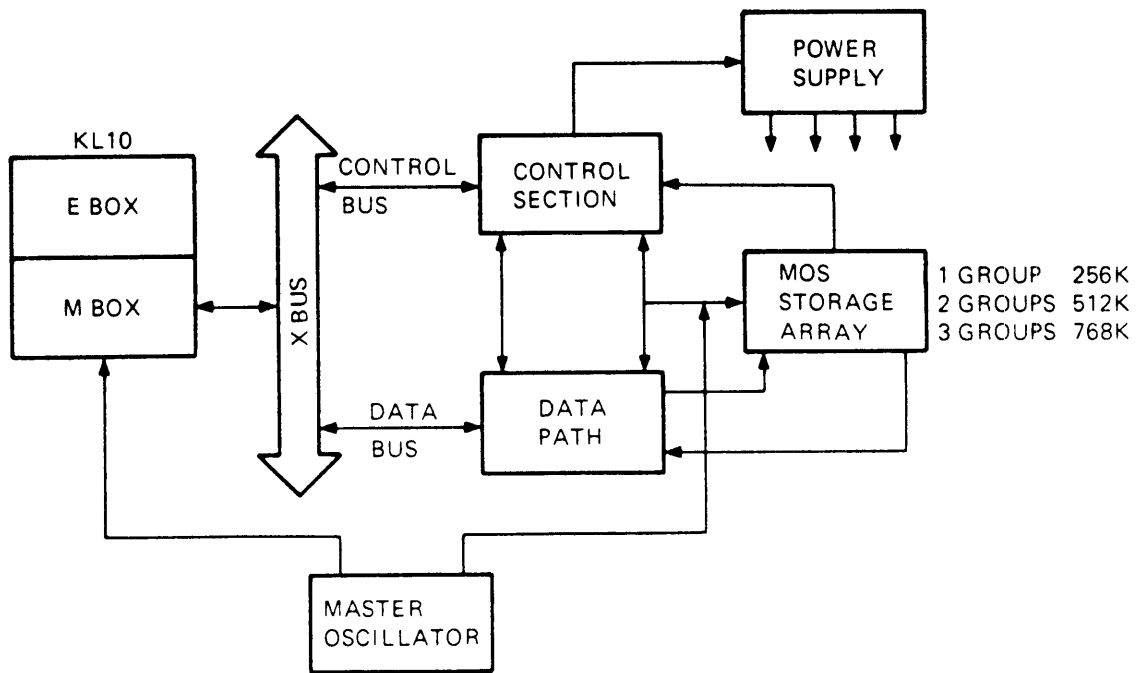 POWER
SUPPLY
KL10
E BOX
M BOX
X BUS
CONTROL
BUS
CONTROL
SECTION
MOS
STORAGE
ARRAY
1 GROUP 256K
2 GROUPS 512K
3 GROUPS 768K
DATA
BUS
DATA
PATH
MASTER
OSCILLATOR